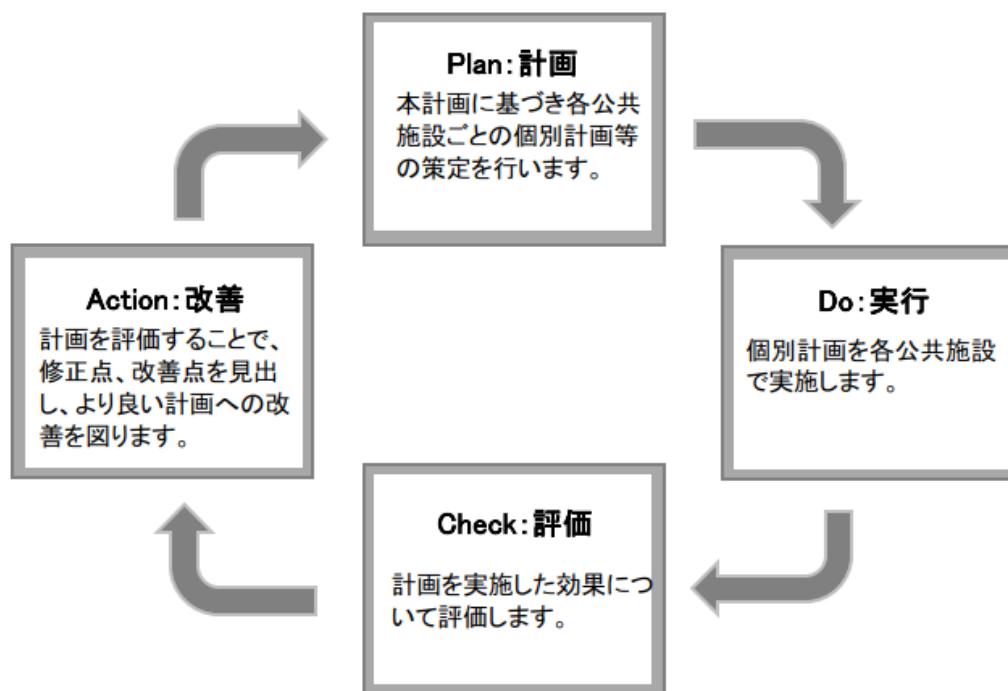 Plan:計画
本計画に基づき各公共
施設ごとの個別計画等
の策定を行います。
Do:実行
個別計画を各公共施設
で実施します。
Check:評価
計画を実施した効果につ
いて評価します。
Action:改善
計画を評価することで、
修正点、改善点を見出
し、より良い計画への改
善を図ります。